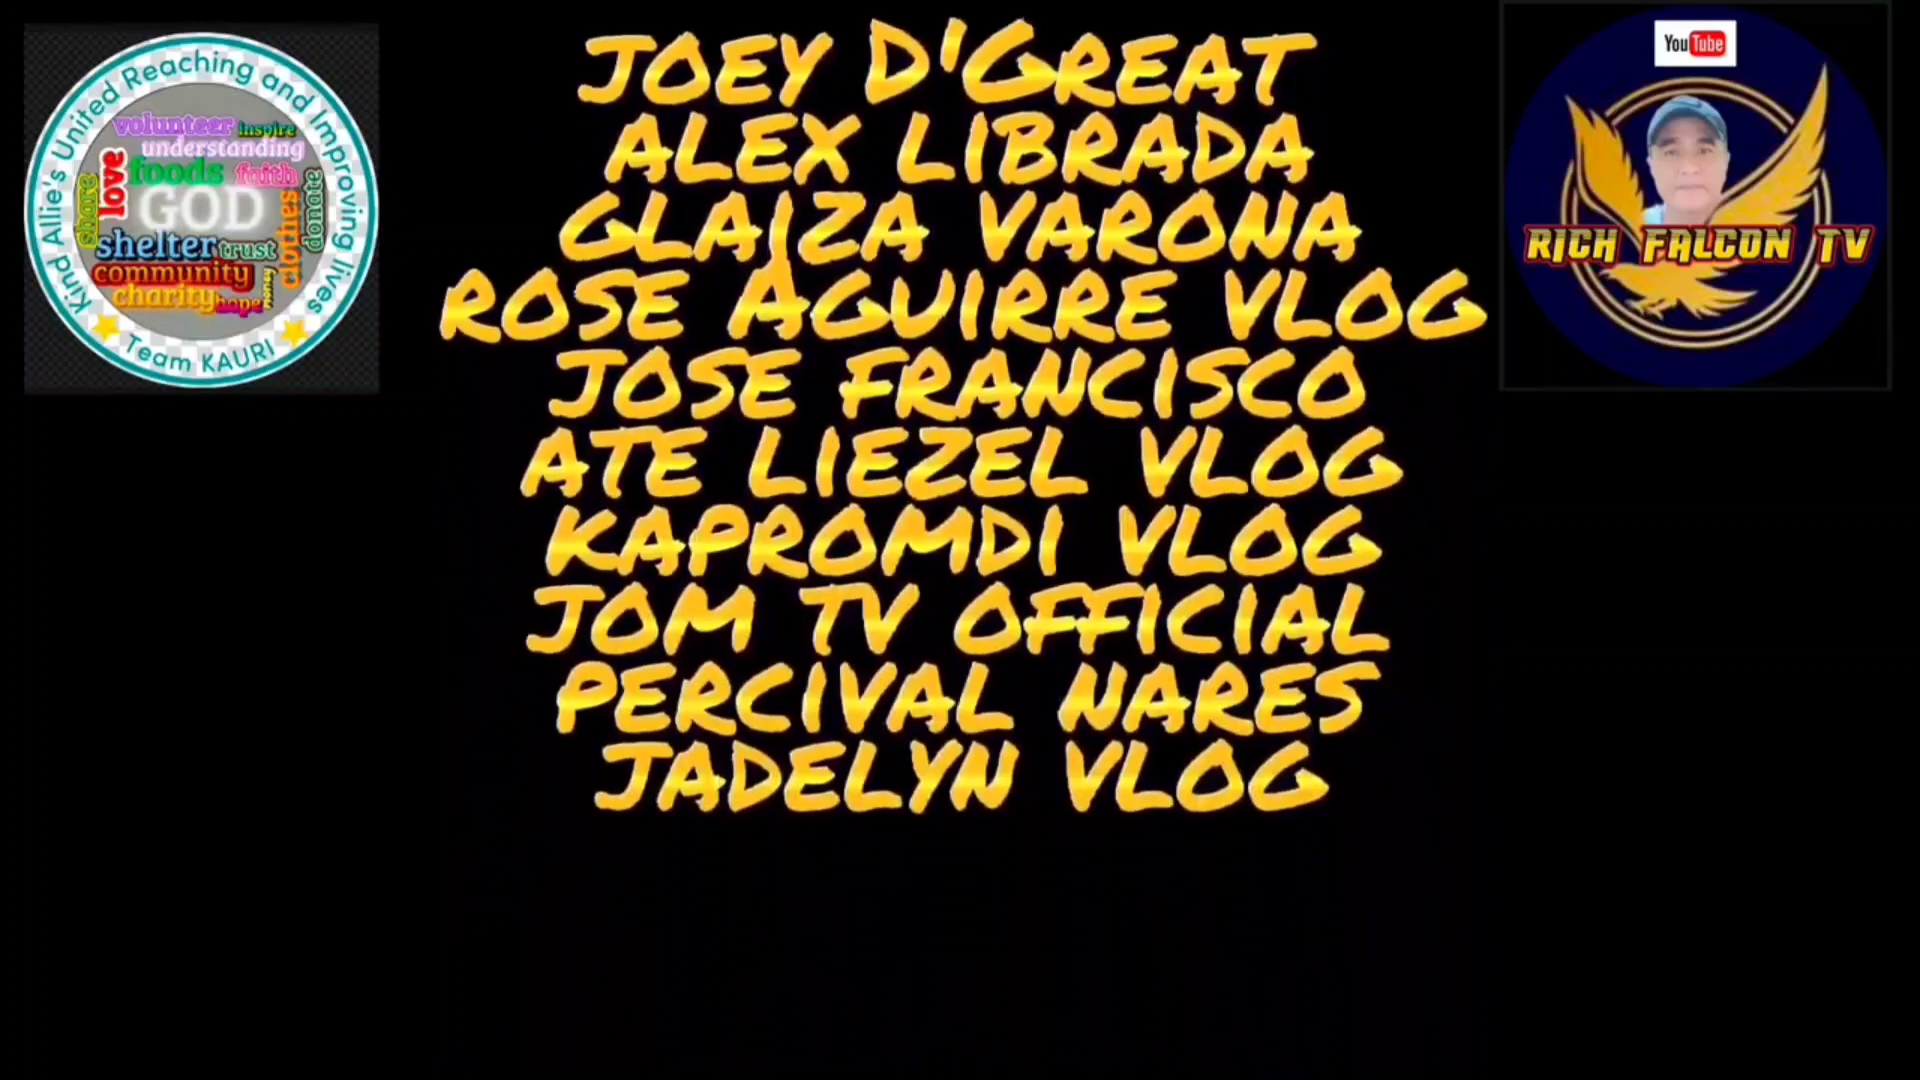 Kind Allie's United Reaching and Improving lives
volunteer inspire
understanding
love foods faith
share GOD donate
shelter trust clothes
community money
charity hope
Team KAURI
JOEY D'GREAT
ALEX LIBRADA
GLAIZA VARONA
ROSE AGUIRRE VLOG
JOSE FRANCISCO
ATE LIEZEL VLOG
KAPROMDI VLOG
JOM TV OFFICIAL
PERCIVAL NARES
JADELYN VLOG
YouTube
RICH FALCON TV